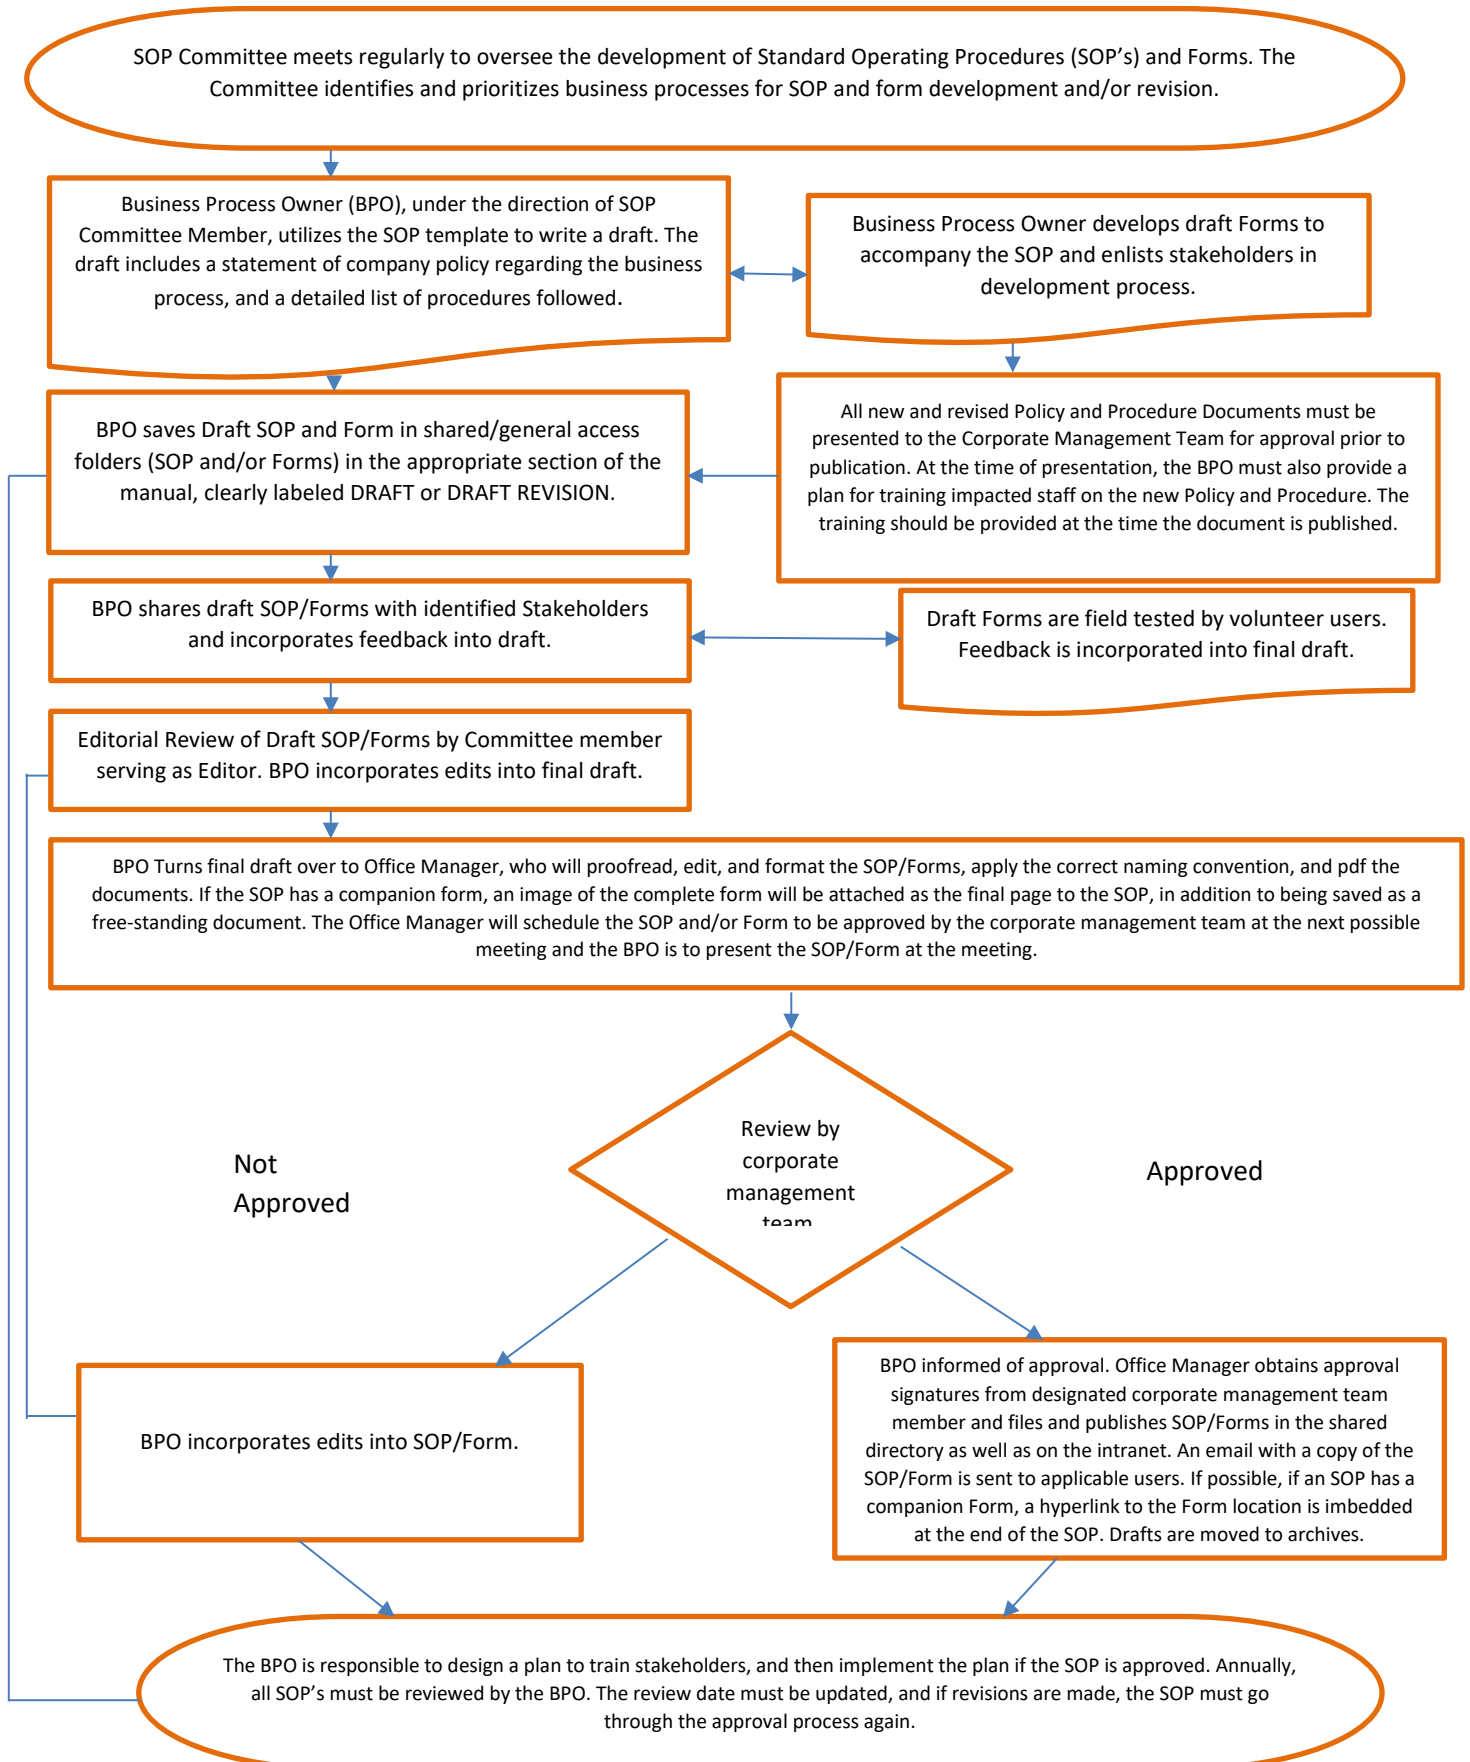 SOP Committee meets regularly to oversee the development of Standard Operating Procedures (SOP’s) and Forms. The
Committee identifies and prioritizes business processes for SOP and form development and/or revision.
Business Process Owner (BPO), under the direction of SOP
Committee Member, utilizes the SOP template to write a draft. The
draft includes a statement of company policy regarding the business
process, and a detailed list of procedures followed.
Business Process Owner develops draft Forms to
accompany the SOP and enlists stakeholders in
development process.
BPO saves Draft SOP and Form in shared/general access
folders (SOP and/or Forms) in the appropriate section of the
manual, clearly labeled DRAFT or DRAFT REVISION.
All new and revised Policy and Procedure Documents must be
presented to the Corporate Management Team for approval prior to
publication. At the time of presentation, the BPO must also provide a
plan for training impacted staff on the new Policy and Procedure. The
training should be provided at the time the document is published.
BPO shares draft SOP/Forms with identified Stakeholders
and incorporates feedback into draft.
Draft Forms are field tested by volunteer users.
Feedback is incorporated into final draft.
Editorial Review of Draft SOP/Forms by Committee member
serving as Editor. BPO incorporates edits into final draft.
BPO Turns final draft over to Office Manager, who will proofread, edit, and format the SOP/Forms, apply the correct naming convention, and pdf the
documents. If the SOP has a companion form, an image of the complete form will be attached as the final page to the SOP, in addition to being saved as a
free-standing document. The Office Manager will schedule the SOP and/or Form to be approved by the corporate management team at the next possible
meeting and the BPO is to present the SOP/Form at the meeting.
Review by
corporate
management
team
Not
Approved
Approved
BPO incorporates edits into SOP/Form.
BPO informed of approval. Office Manager obtains approval
signatures from designated corporate management team
member and files and publishes SOP/Forms in the shared
directory as well as on the intranet. An email with a copy of the
SOP/Form is sent to applicable users. If possible, if an SOP has a
companion Form, a hyperlink to the Form location is imbedded
at the end of the SOP. Drafts are moved to archives.
The BPO is responsible to design a plan to train stakeholders, and then implement the plan if the SOP is approved. Annually,
all SOP’s must be reviewed by the BPO. The review date must be updated, and if revisions are made, the SOP must go
through the approval process again.